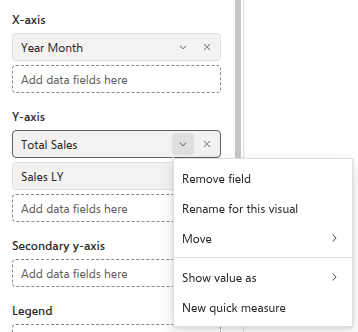 X-axis
Year Month
Add data fields here
Y-axis
Total Sales
Sales LY
Add data fields here
Secondary y-axis
Add data fields here
Legend
Remove field
Rename for this visual
Move
Show value as
New quick measure